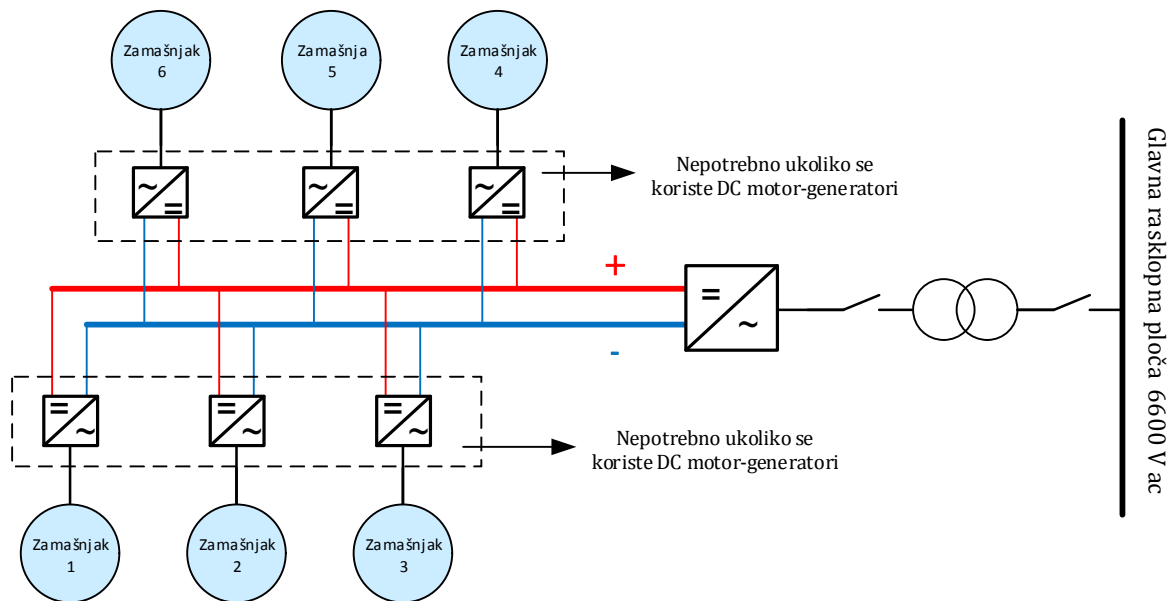 Zamašnjak
6
Zamašnja
5
Zamašnjak
4
Nepotrebno ukoliko se
koriste DC motor-generatori
~
=
~
=
~
=
+
-
=
~
Glavna rasklopna ploča 6600 V ac
=
~
=
~
=
~
Nepotrebno ukoliko se
koriste DC motor-generatori
Zamašnjak
1
Zamašnjak
2
Zamašnjak
3